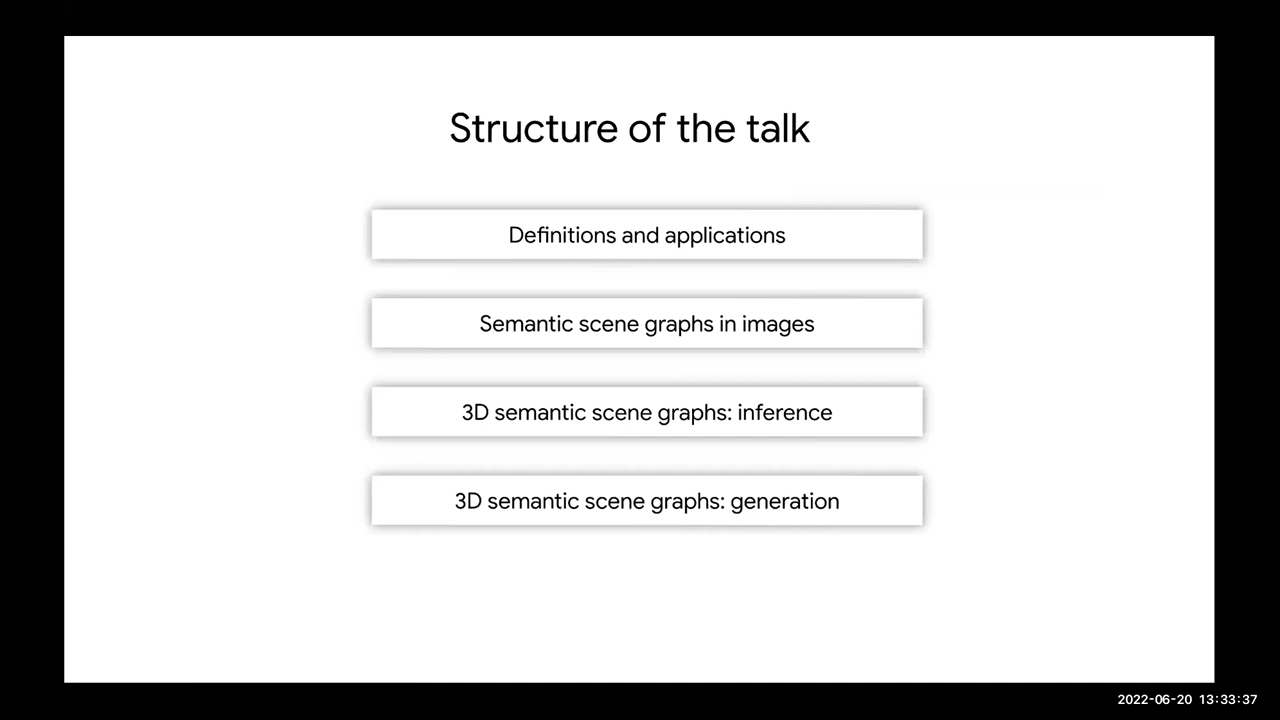 Structure of the talk
Definitions and applications
Semantic scene graphs in images
3D semantic scene graphs: inference
3D semantic scene graphs: generation
2022-06-20 13:33:37